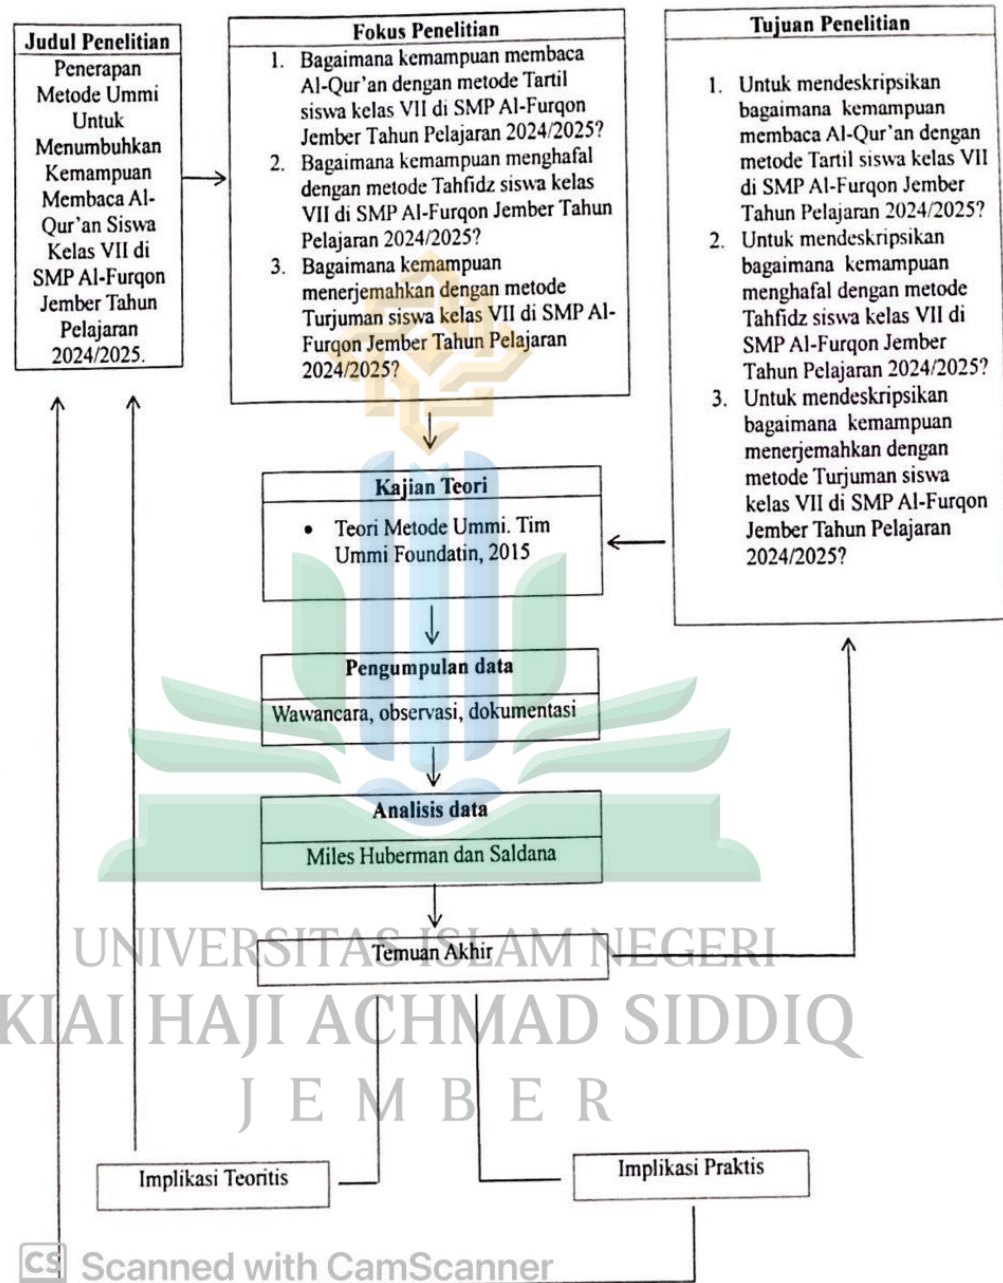 Judul Penelitian
Penerapan
Metode Ummi
Untuk
Menumbuhkan
Kemampuan
Membaca Al-
Qur'an Siswa
Kelas VII di
SMP Al-Furqon
Jember Tahun
Pelajaran
2024/2025.
Fokus Penelitian
1. Bagaimana kemampuan membaca
Al-Qur'an dengan metode Tartil
siswa kelas VII di SMP Al-Furqon
Jember Tahun Pelajaran 2024/2025?
2. Bagaimana kemampuan menghafal
dengan metode Tahfidz siswa kelas
VII di SMP Al-Furqon Jember Tahun
Pelajaran 2024/2025?
3. Bagaimana kemampuan
menerjemahkan dengan metode
Turjuman siswa kelas VII di SMP Al-
Furqon Jember Tahun Pelajaran
2024/2025?
Tujuan Penelitian
1. Untuk mendeskripsikan
bagaimana kemampuan
membaca Al-Qur'an dengan
metode Tartil siswa kelas VII
di SMP Al-Furqon Jember
Tahun Pelajaran 2024/2025?
2. Untuk mendeskripsikan
bagaimana kemampuan
menghafal dengan metode
Tahfidz siswa kelas VII di
SMP Al-Furqon Jember
Tahun Pelajaran 2024/2025?
3. Untuk mendeskripsikan
bagaimana kemampuan
menerjemahkan dengan
metode Turjuman siswa
kelas VII di SMP Al-Furqon
Jember Tahun Pelajaran
2024/2025?
Kajian Teori
• Teori Metode Ummi. Tim
Ummi Foundatin, 2015
Pengumpulan data
Wawancara, observasi, dokumentasi
Analisis data
Miles Huberman dan Saldana
Temuan Akhir
UNIVERSITAS ISLAM NEGERI
KIAI HAJI ACHMAD SIDDIQ
JEMBER
Implikasi Teoritis
Implikasi Praktis
CS Scanned with CamScanner